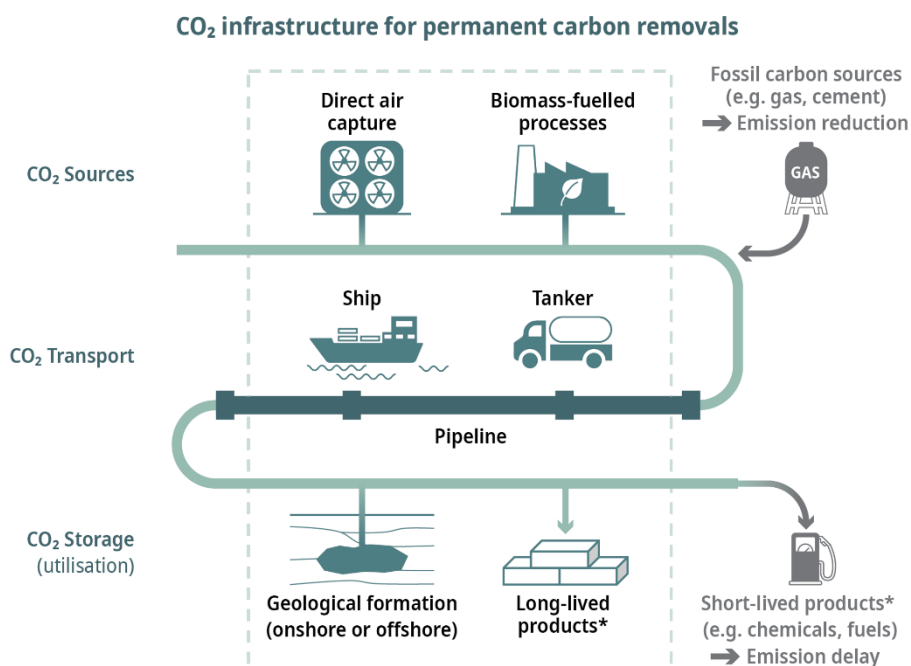 CO₂ infrastructure for permanent carbon removals
Direct air
capture
Biomass-fuelled
processes
Fossil carbon sources
(e.g. gas, cement)
➔ Emission reduction
CO₂ Sources
GAS
Ship
Tanker
CO₂ Transport
Pipeline
CO₂ Storage
(utilisation)
Geological formation
(onshore or offshore)
Long-lived
products*
Short-lived products*
(e.g. chemicals, fuels)
➔ Emission delay